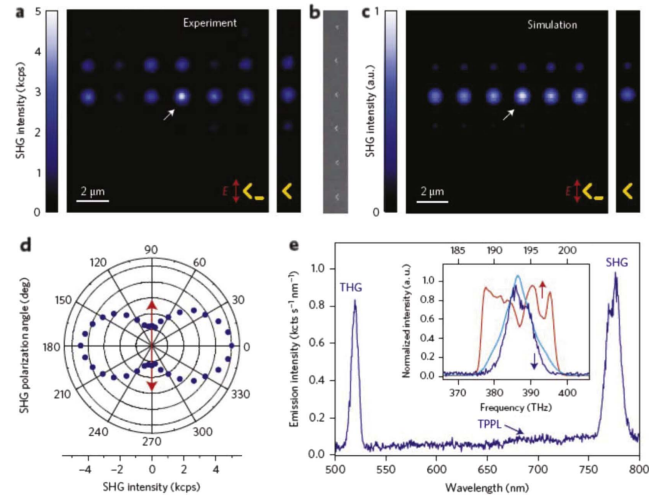 a
5
4
3
2
1
0
SHG intensity (kcps)
Experiment
2 μm
E
b
c
1
0
SHG intensity (a.u.)
Simulation
2 μm
E
d
90
120
60
150
30
180
0
210
330
240
300
270
SHG polarization angle (deg)
−4 −2 0 2 4
SHG intensity (kcps)
e
Emission intensity (kcts s⁻¹ nm⁻¹)
1.0
0.8
0.6
0.4
0.2
0.0
THG
TPPL
SHG
500 550 600 650 700 750 800
Wavelength (nm)
185 188 190 195 200
Normalized intensity (a. u.)
1.0
0.8
0.6
0.4
0.2
0.0
370 380 390 400
Frequency (THz)